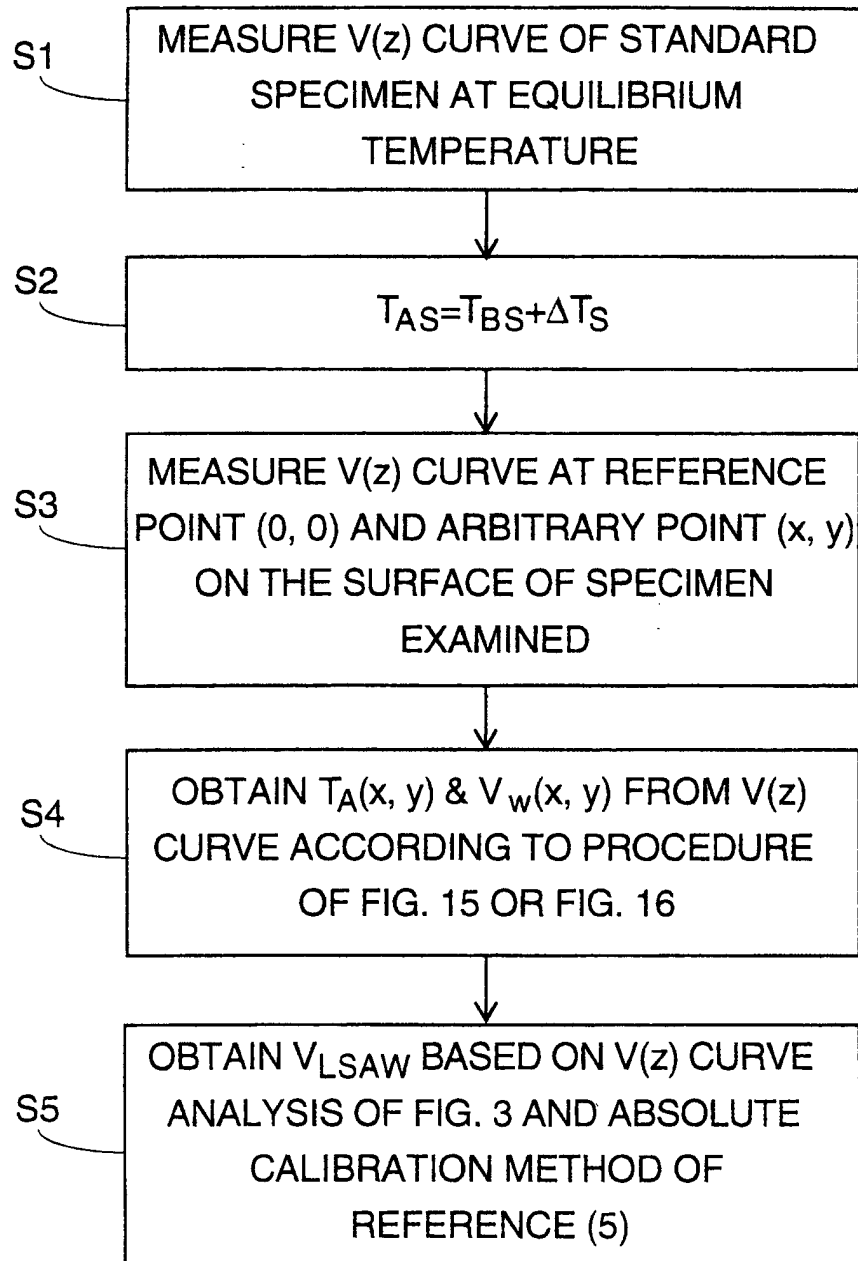 S1
MEASURE V(z) CURVE OF STANDARD
SPECIMEN AT EQUILIBRIUM
TEMPERATURE
S2
TAS=TBS+ΔTS
S3
MEASURE V(z) CURVE AT REFERENCE
POINT (0, 0) AND ARBITRARY POINT (x, y)
ON THE SURFACE OF SPECIMEN
EXAMINED
S4
OBTAIN TA(x, y) & VW(x, y) FROM V(z)
CURVE ACCORDING TO PROCEDURE
OF FIG. 15 OR FIG. 16
S5
OBTAIN VLSAW BASED ON V(z) CURVE
ANALYSIS OF FIG. 3 AND ABSOLUTE
CALIBRATION METHOD OF
REFERENCE (5)